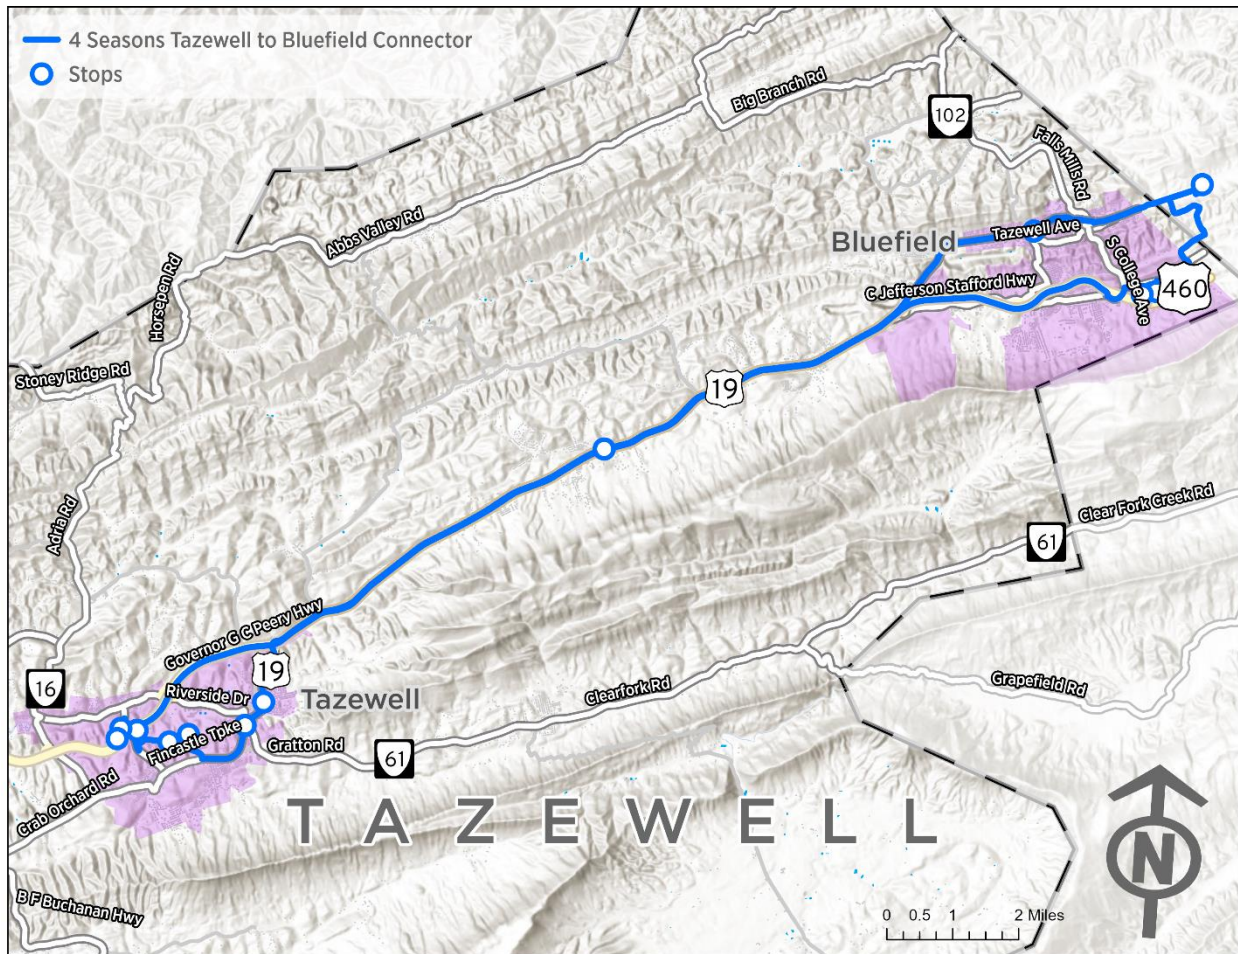 4 Seasons Tazewell to Bluefield Connector
Stops
Big Branch Rd
102
Falls Mills Rd
Abbs Valley Rd
Tazewell Ave
Bluefield
S College Ave
Horsepen Rd
C Jefferson Stafford Hwy
460
Stoney Ridge Rd
19
Adria Rd
Clear Fork Creek Rd
61
Governor G C Peery Hwy
19
16
Riverside Dr
Tazewell
Clearfork Rd
Grapefield Rd
Fincastle Tpke
Gratton Rd
61
Crab Orchard Rd
TAZEWELL
N
B F Buchanan Hwy
0 0.5 1 2 Miles